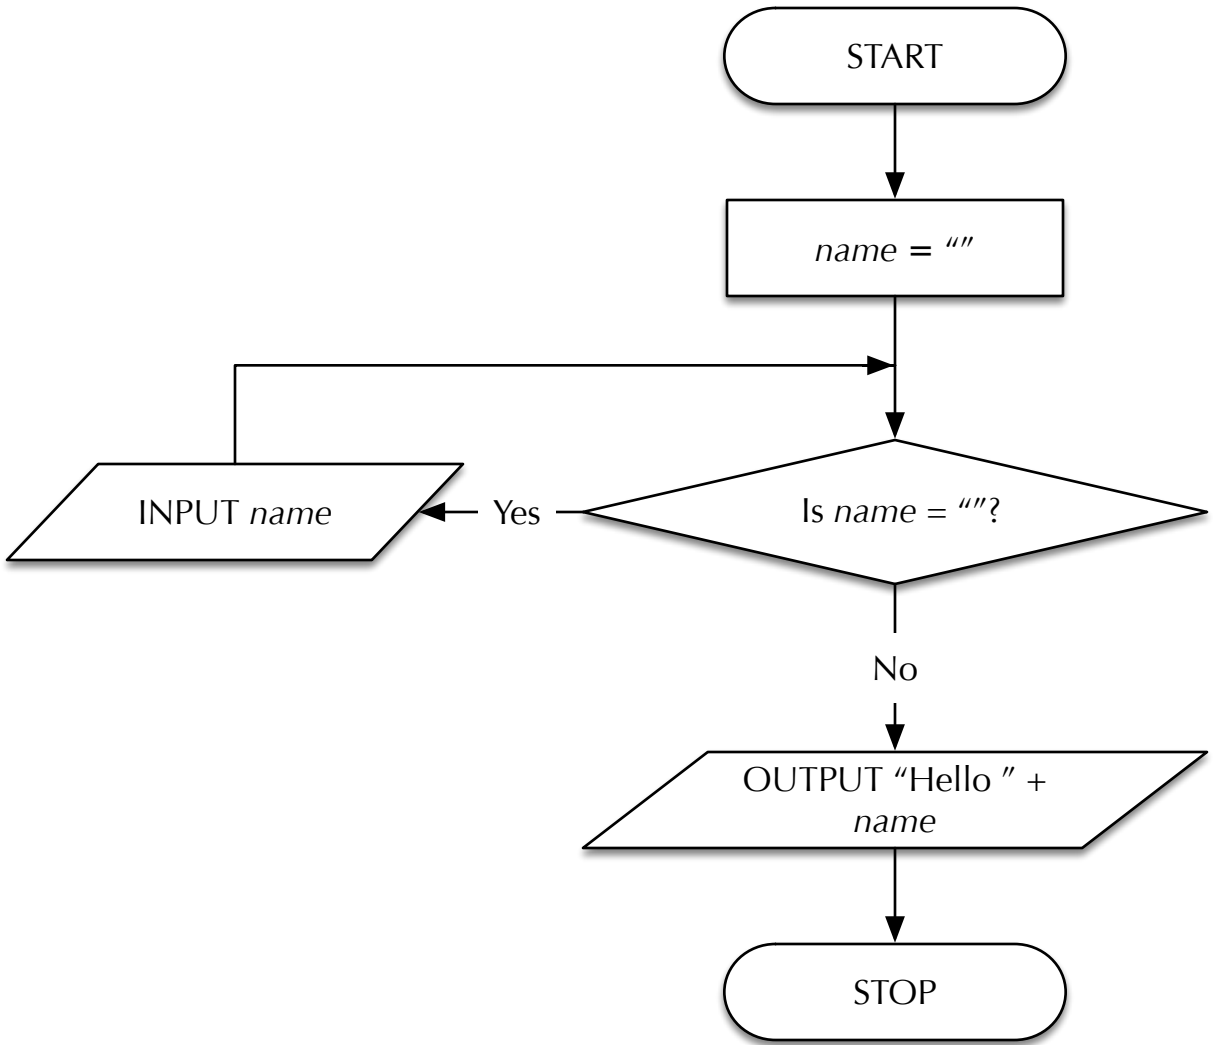 START
name = “”
Is name = “”?
Yes
INPUT name
No
OUTPUT “Hello ” +
name
STOP